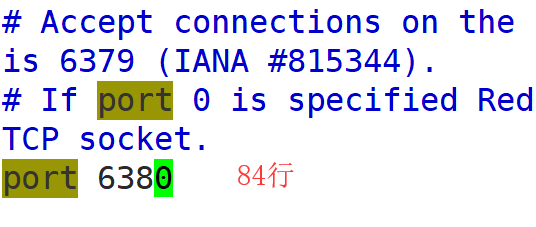 # Accept connections on the
is 6379 (IANA #815344).
# If port 0 is specified Red
TCP socket.
port 6380 84行